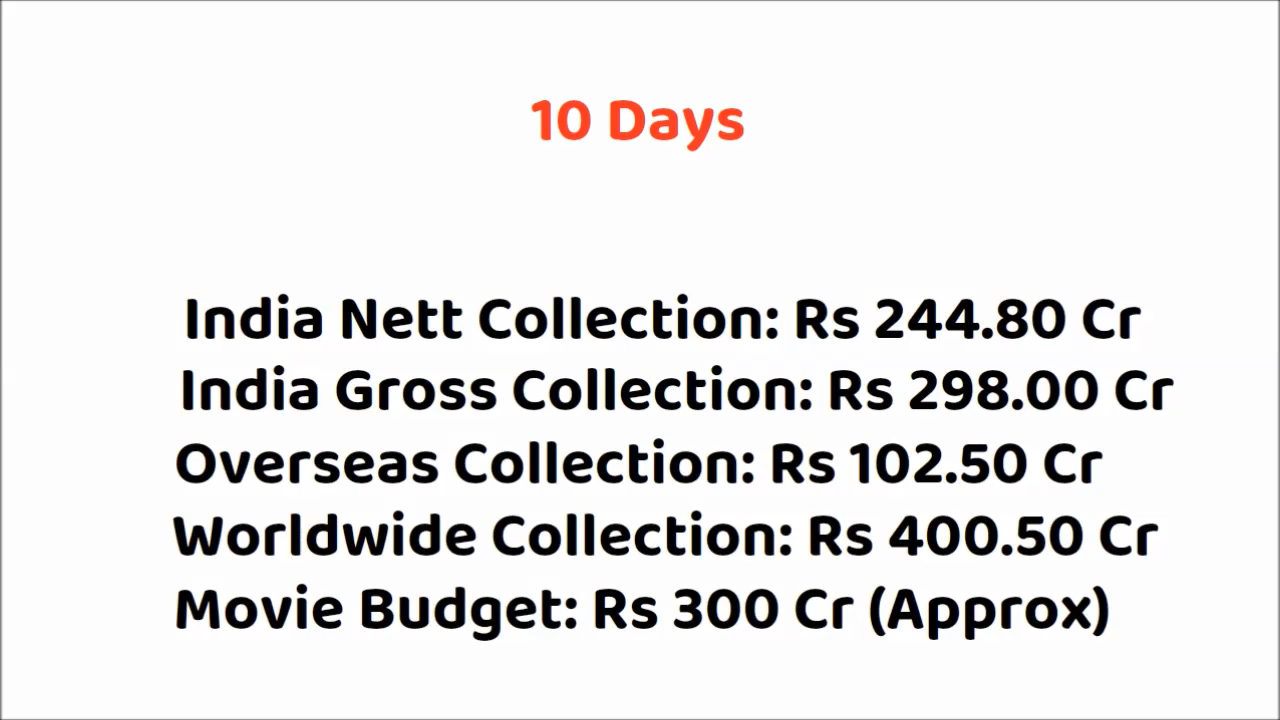 10 Days
India Nett Collection: Rs 244.80 Cr
India Gross Collection: Rs 298.00 Cr
Overseas Collection: Rs 102.50 Cr
Worldwide Collection: Rs 400.50 Cr
Movie Budget: Rs 300 Cr (Approx)